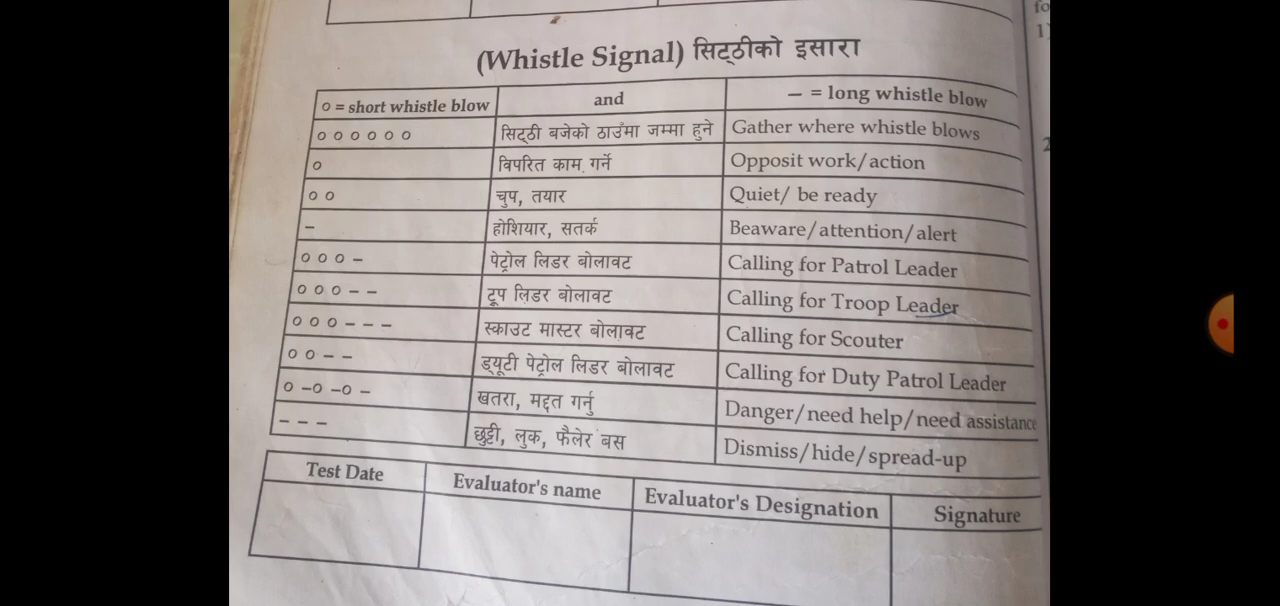 fo
1)
(Whistle Signal) सिट्ठीको इसारा
o = short whistle blow and — = long whistle blow
o o o o o o सिट्ठी बजेको ठाउँमा जम्मा हुने Gather where whistle blows
2
o विपरित काम गर्ने Opposit work/action
o o चुप, तयार Quiet/ be ready
– होशियार, सतर्क Beaware/attention/alert
o o o – पेट्रोल लिडर बोलावट Calling for Patrol Leader
o o o – – ट्रूप लिडर बोलावट Calling for Troop Leader
o o o – – – स्काउट मास्टर बोलावट Calling for Scouter
o o – – ड्यूटी पेट्रोल लिडर बोलावट Calling for Duty Patrol Leader
o –o –o – खतरा, मद्दत गर्नु Danger/need help/need assistance
– – – छुट्टी, लुक, फैलेर बस Dismiss/hide/spread-up
Test Date Evaluator's name Evaluator's Designation Signature